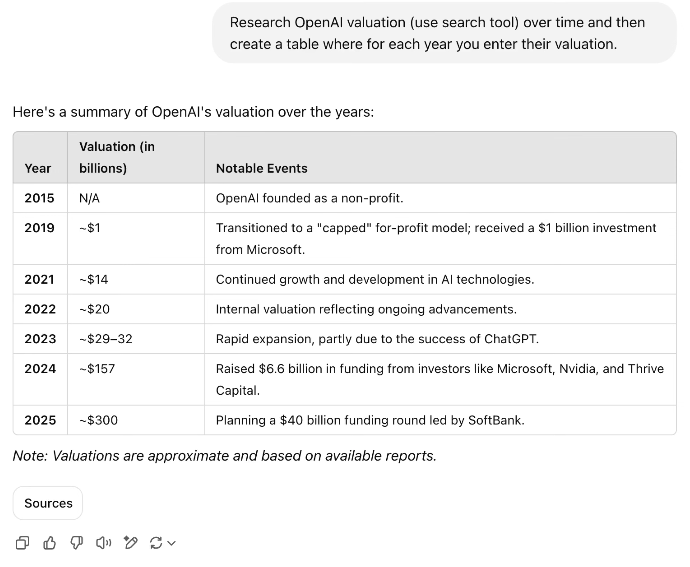 Research OpenAI valuation (use search tool) over time and then
create a table where for each year you enter their valuation.
Here's a summary of OpenAI's valuation over the years:
Year Valuation (in billions) Notable Events
2015 N/A OpenAI founded as a non-profit.
2019 ~$1 Transitioned to a "capped" for-profit model; received a $1 billion investment
from Microsoft.
2021 ~$14 Continued growth and development in AI technologies.
2022 ~$20 Internal valuation reflecting ongoing advancements.
2023 ~$29–32 Rapid expansion, partly due to the success of ChatGPT.
2024 ~$157 Raised $6.6 billion in funding from investors like Microsoft, Nvidia, and Thrive
Capital.
2025 ~$300 Planning a $40 billion funding round led by SoftBank.
Note: Valuations are approximate and based on available reports.
Sources